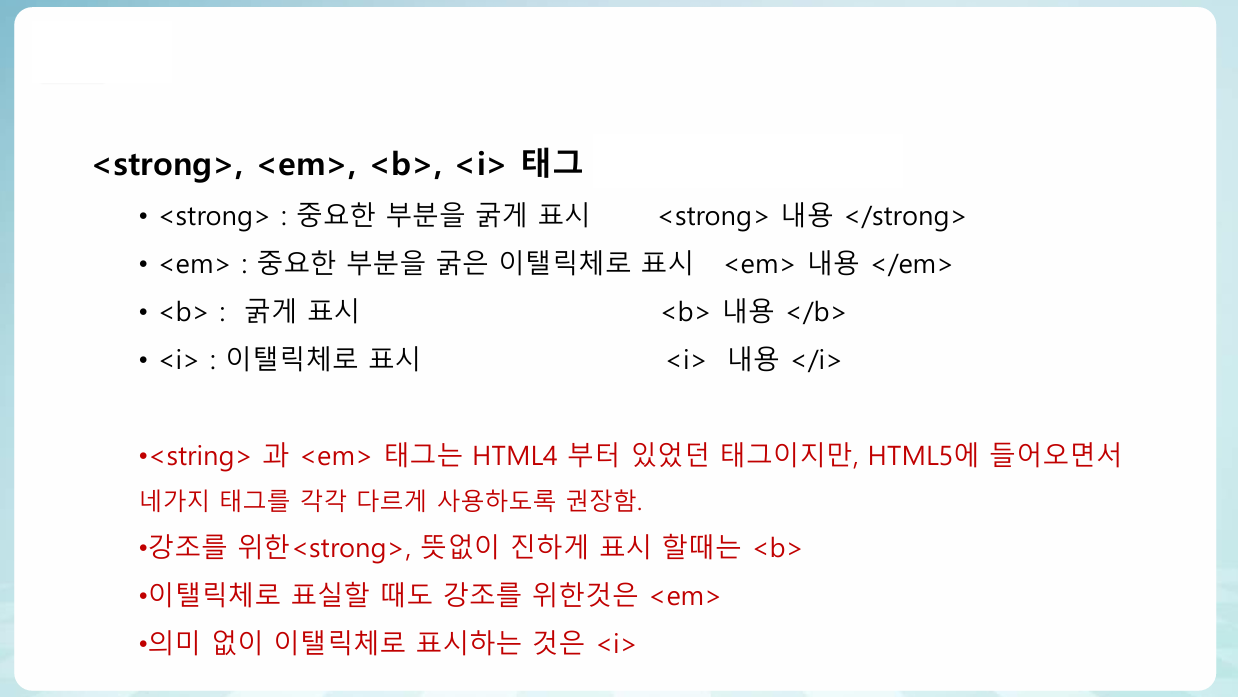 <strong>, <em>, <b>, <i> 태그
• <strong> : 중요한 부분을 굵게 표시 <strong> 내용 </strong>
• <em> : 중요한 부분을 굵은 이탤릭체로 표시 <em> 내용 </em>
• <b> : 굵게 표시 <b> 내용 </b>
• <i> : 이탤릭체로 표시 <i> 내용 </i>
•<string> 과 <em> 태그는 HTML4 부터 있었던 태그이지만, HTML5에 들어오면서
네가지 태그를 각각 다르게 사용하도록 권장함.
•강조를 위한<strong>, 뜻없이 진하게 표시 할때는 <b>
•이탤릭체로 표실할 때도 강조를 위한것은 <em>
•의미 없이 이탤릭체로 표시하는 것은 <i>